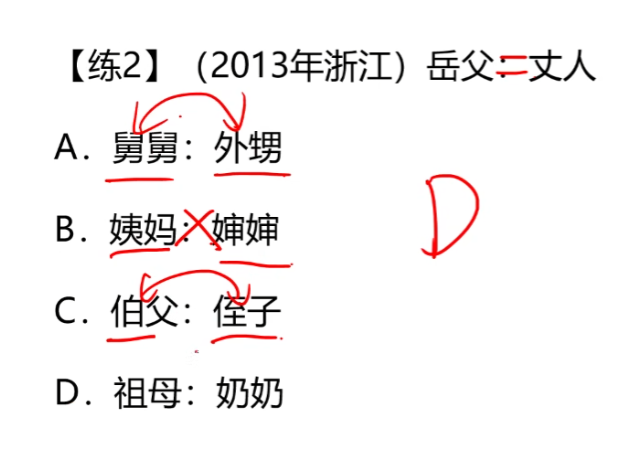 【练2】（2013年浙江）岳父：丈人
A．舅舅：外甥
B．姨妈：婶婶
D
C．伯父：侄子
D．祖母：奶奶